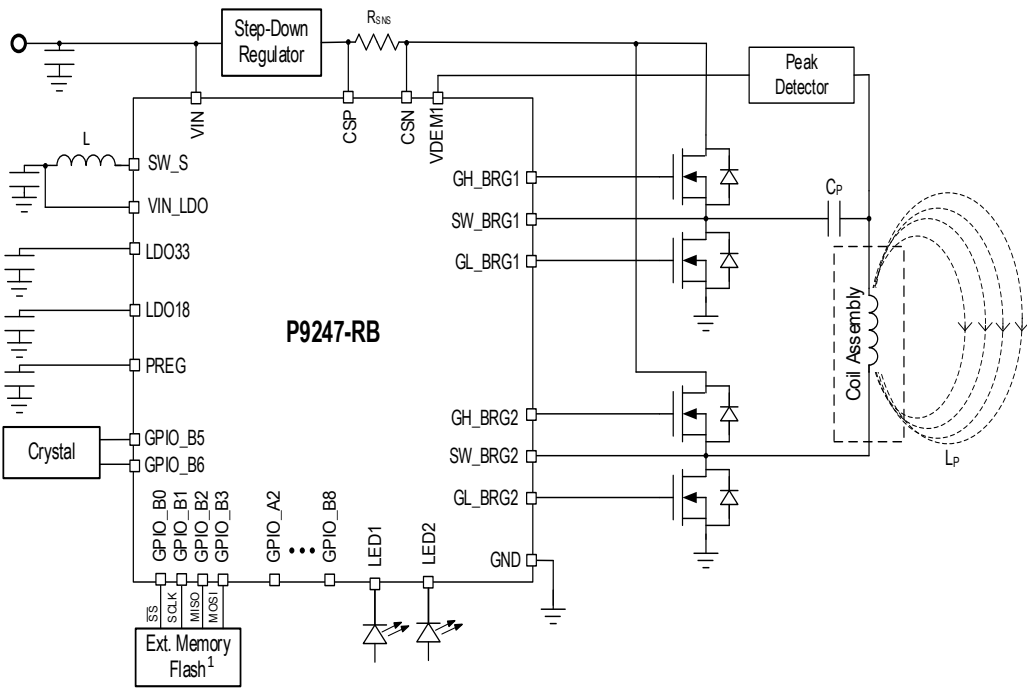 Step-Down
Regulator
RSNS
Peak
Detector
VIN
CSP
CSN
VDEM1
L
SW_S
VIN_LDO
LDO33
LDO18
PREG
GPIO_B5
GPIO_B6
Crystal
P9247-RB
GH_BRG1
SW_BRG1
GL_BRG1
GH_BRG2
SW_BRG2
GL_BRG2
GND
CP
Coil Assembly
LP
GPIO_B0
GPIO_B1
GPIO_B2
GPIO_B3
GPIO_A2
•••
GPIO_B8
LED1
LED2
SS
SCLK
MISO
MOSI
Ext. Memory
Flash1